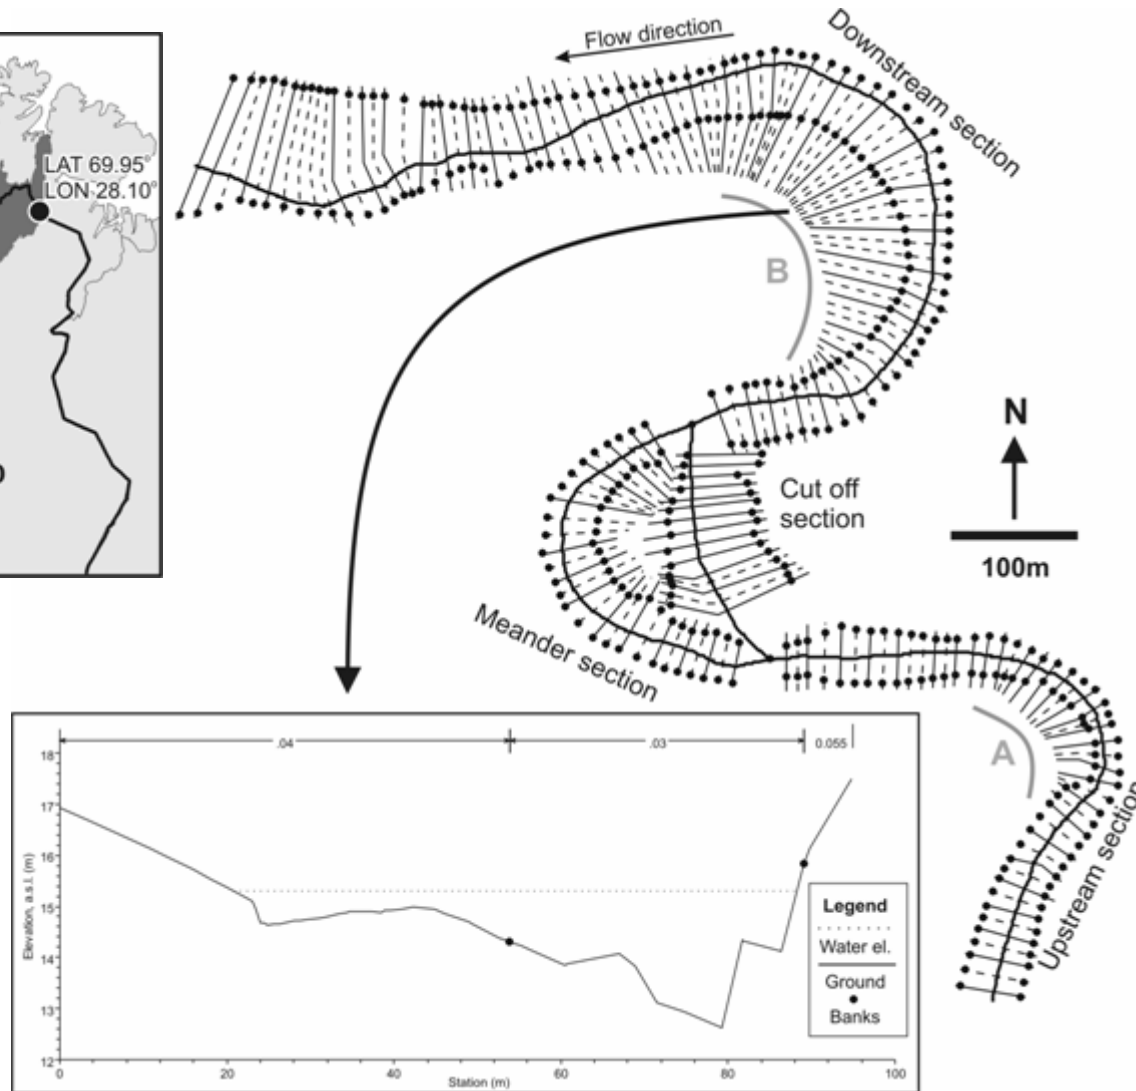 Flow direction
Downstream section
LAT 69.95°
LON 28.10°
B
N
100m
Cut off
section
Meander section
A
Upstream section
.04
.03
0.055
18
17
16
15
14
13
12
Elevation, a.s.l. (m)
Legend
Water el.
Ground
Banks
0
20
40
60
80
100
Station (m)